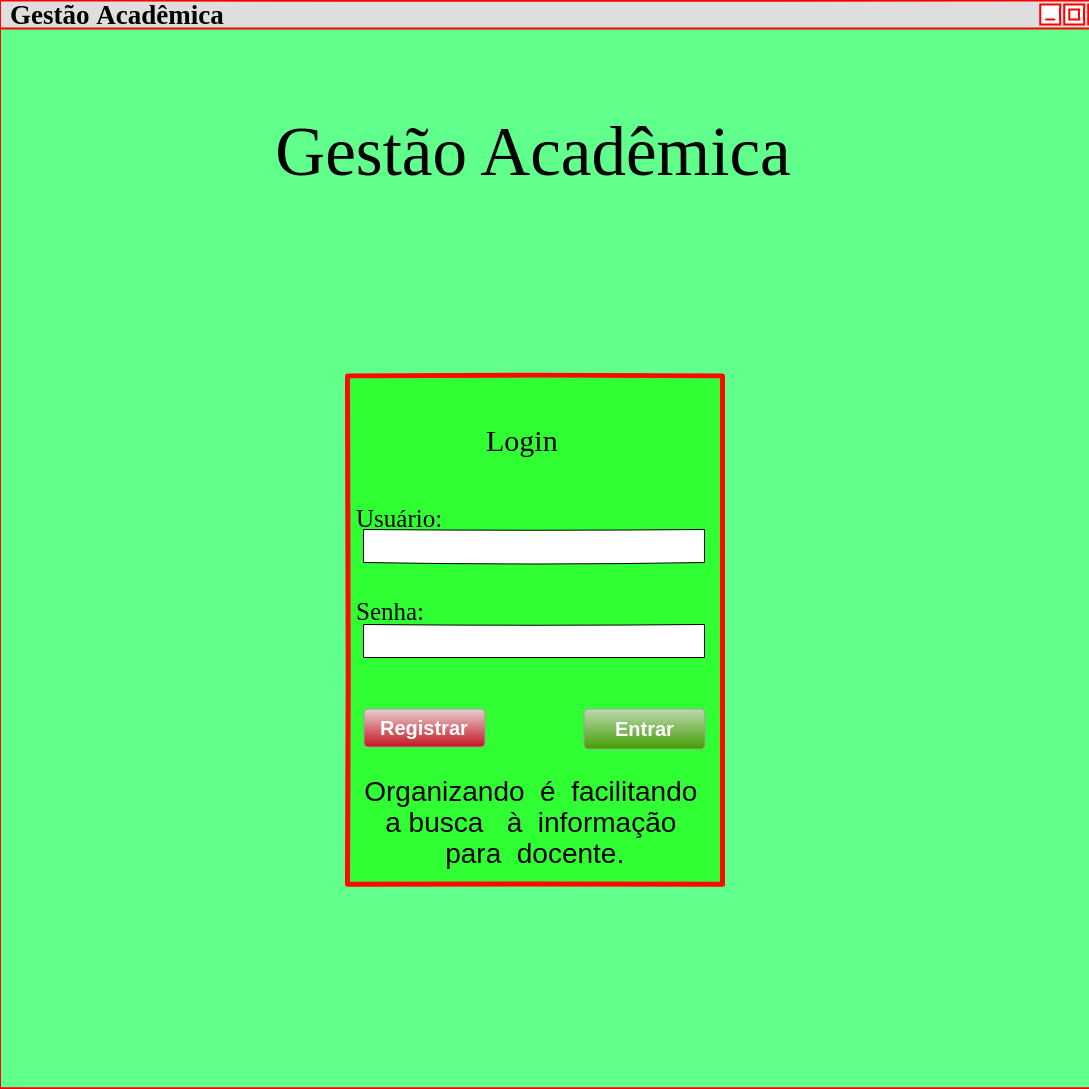 Gestão Acadêmica
Gestão Acadêmica
Login
Usuário:
Senha:
Registrar
Entrar
Organizando é facilitando
a busca à informação
para docente.